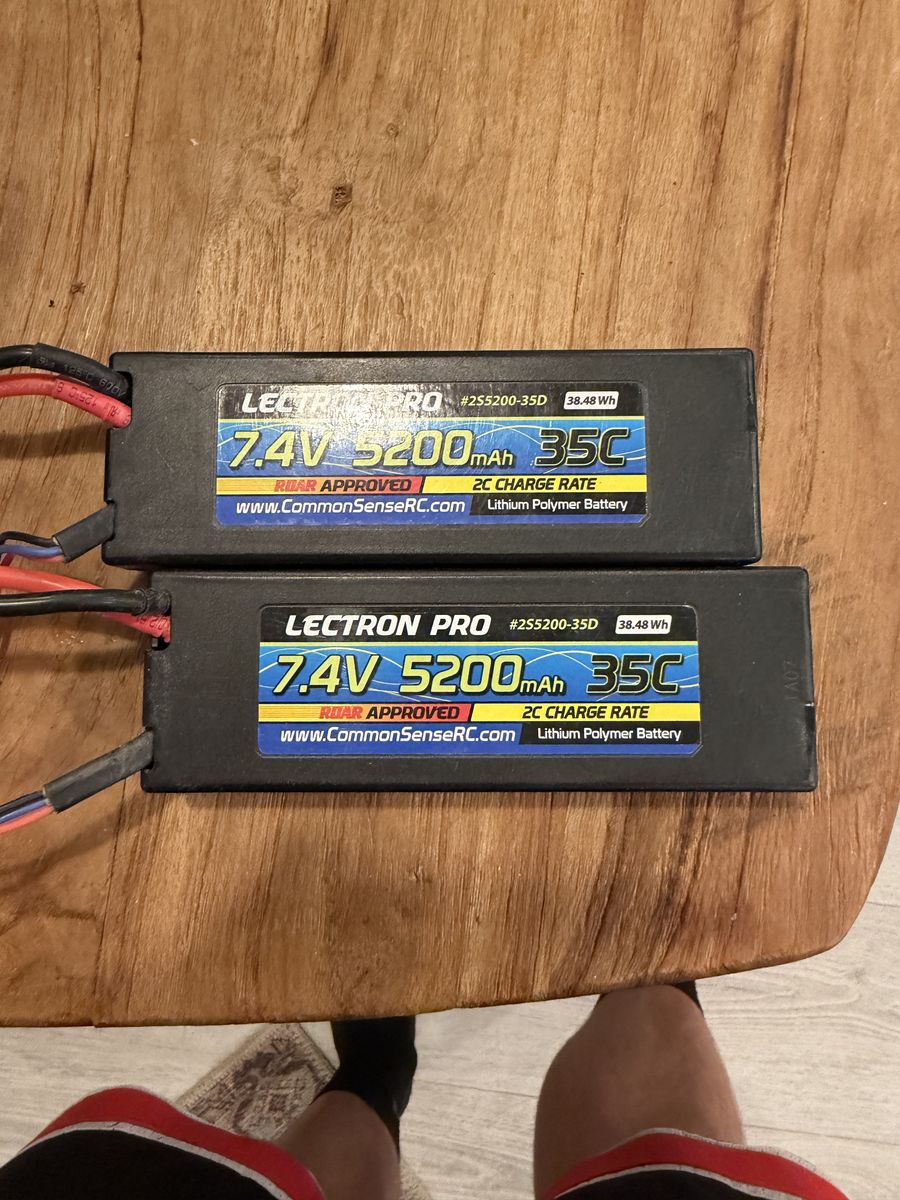 LECTRON PRO #2S5200-35D 38.48 Wh
7.4V 5200mAh 35C
ROAR APPROVED 2C CHARGE RATE
www.CommonSenseRC.com Lithium Polymer Battery
LECTRON PRO #2S5200-35D 38.48 Wh
7.4V 5200mAh 35C
ROAR APPROVED 2C CHARGE RATE
www.CommonSenseRC.com Lithium Polymer Battery